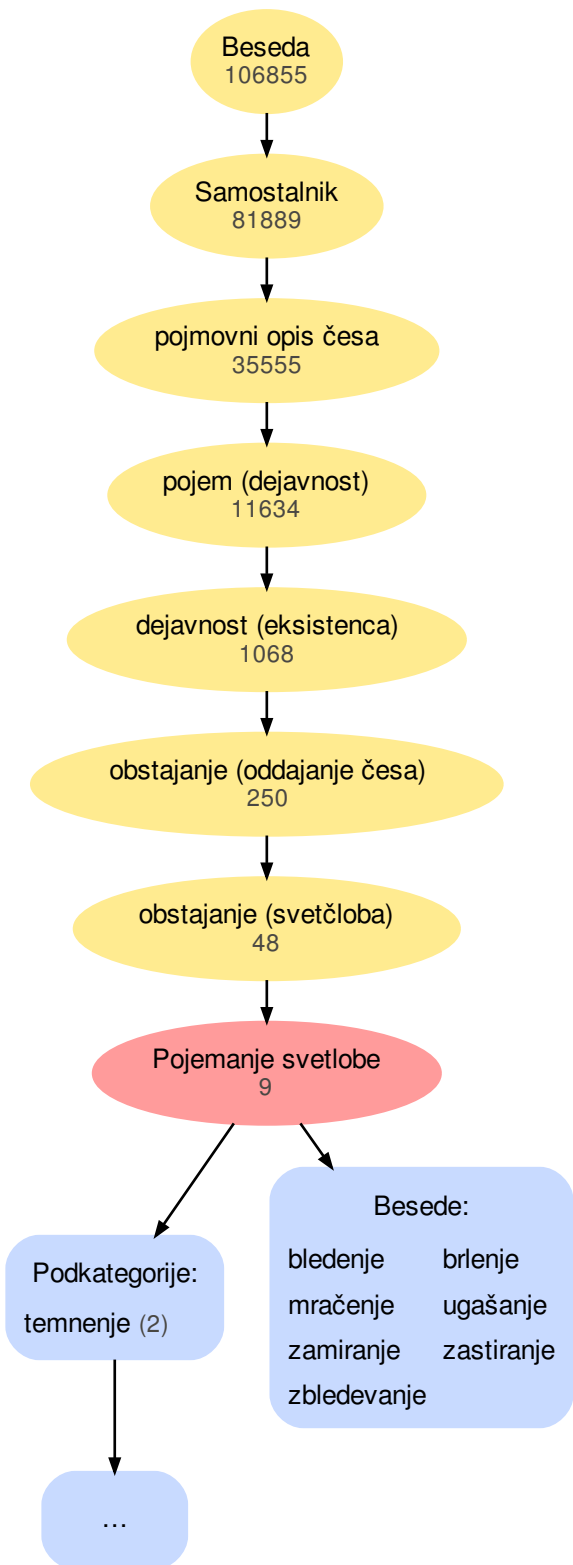 Beseda
106855
Samostalnik
81889
pojmovni opis česa
35555
pojem (dejavnost)
11634
dejavnost (eksistenca)
1068
obstajanje (oddajanje česa)
250
obstajanje (svetčloba)
48
Pojemanje svetlobe
9
Podkategorije:
temnenje (2)
...
Besede:
bledenje brlenje
mračenje ugašanje
zamiranje zastiranje
zbledevanje